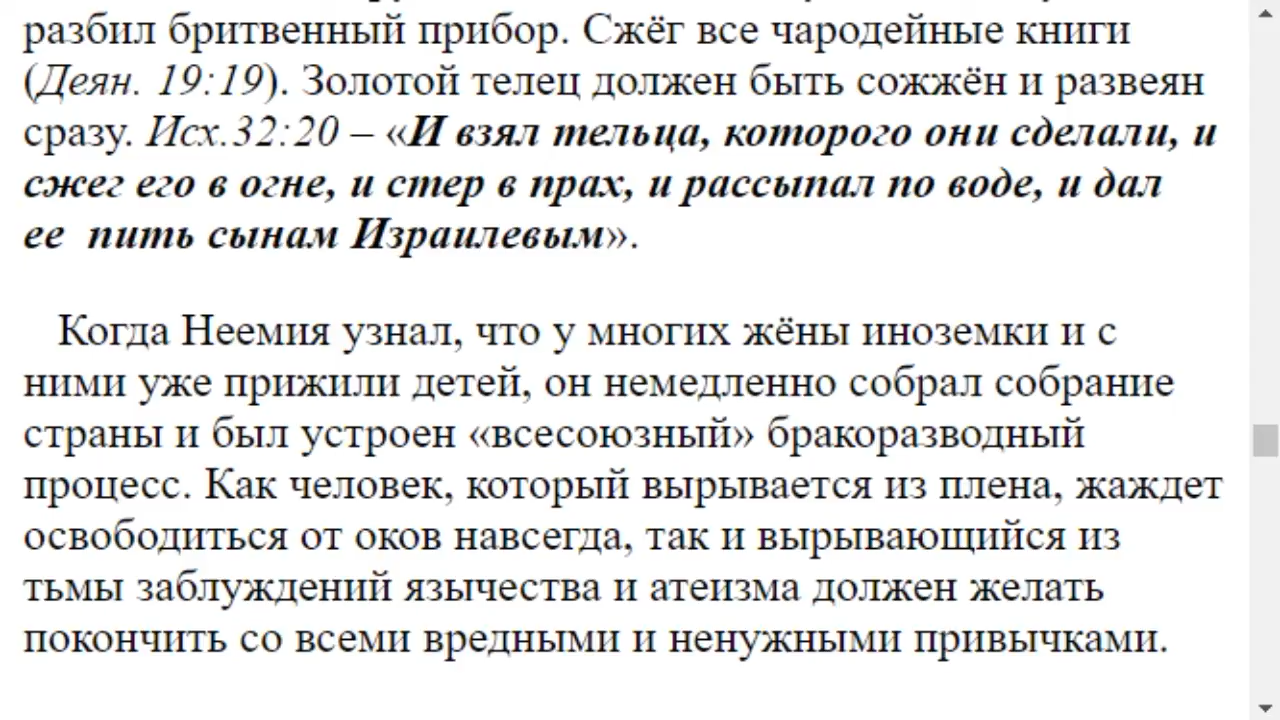 разбил бритвенный прибор. Сжёг все чародейные книги
(Деян. 19:19). Золотой телец должен быть сожжён и развеян
сразу. Исх.32:20 – «И взял тельца, которого они сделали, и
сжег его в огне, и стер в прах, и рассыпал по воде, и дал
ее  пить сынам Израилевым».
Когда Неемия узнал, что у многих жёны иноземки и с
ними уже прижили детей, он немедленно собрал собрание
страны и был устроен «всесоюзный» бракоразводный
процесс. Как человек, который вырывается из плена, жаждет
освободиться от оков навсегда, так и вырывающийся из
тьмы заблуждений язычества и атеизма должен желать
покончить со всеми вредными и ненужными привычками.